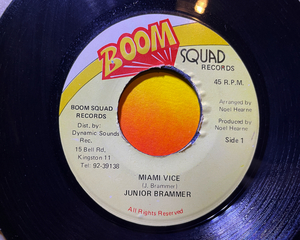 BOOM
SQUAD
RECORDS
45 R.P.M.
BOOM SQUAD
RECORDS
Dist. by:
Dynamic Sounds
Rec.
15 Bell Rd.
Kingston 11
Tel: 92-39138
Arranged by
Noel Hearne
Produced by
Noel Hearne
Side 1
MIAMI VICE
(J. Brammer)
JUNIOR BRAMMER
All Rights Reserved